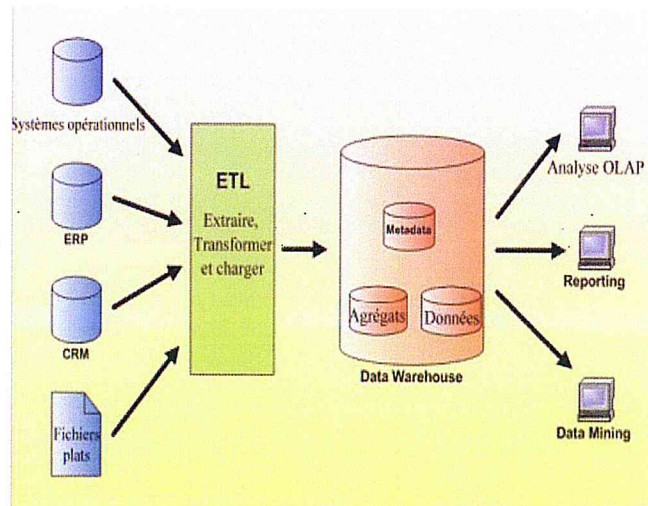 Systèmes opérationnels
ERP
CRM
Fichiers
plats
ETL
Extraire,
Transformer
et charger
Metadata
Agrégats
Données
Data Warehouse
Analyse OLAP
Reporting
Data Mining